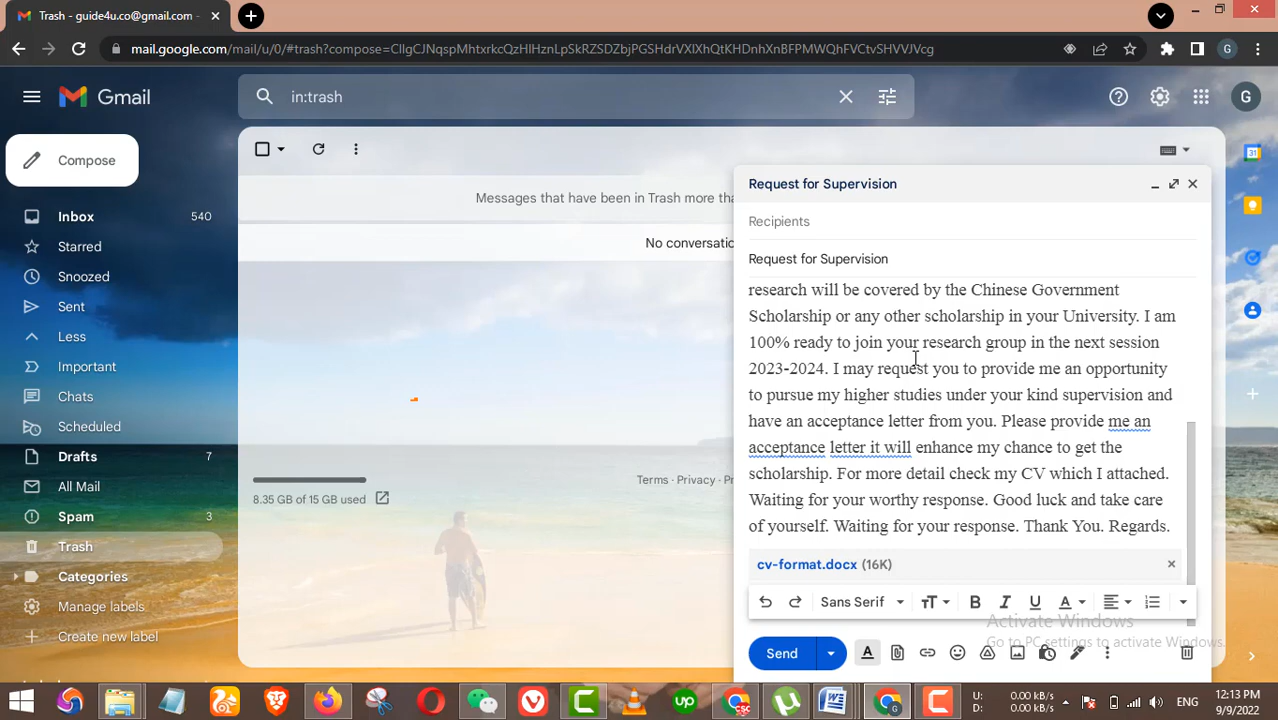 Trash - guide4u.co@gmail.com -
mail.google.com/mail/u/0/#trash?compose=
G
Gmail
in:trash
G
Compose
Inbox 540
Starred
Snoozed
Sent
Less
Important
Chats
Scheduled
Drafts 7
All Mail
Spam 3
Trash
Categories
Manage labels
Create new label
Messages that have been in Trash more tha
No conversatio
Terms · Privacy · Pr
8.35 GB of 15 GB used
Request for Supervision
Recipients
Request for Supervision
research will be covered by the Chinese Government
Scholarship or any other scholarship in your University. I am
100% ready to join your research group in the next session
2023-2024. I may request you to provide me an opportunity
to pursue my higher studies under your kind supervision and
have an acceptance letter from you. Please provide me an
acceptance letter it will enhance my chance to get the
scholarship. For more detail check my CV which I attached.
Waiting for your worthy response. Good luck and take care
of yourself. Waiting for your response. Thank You. Regards.
cv-format.docx (16K)
Sans Serif
Activate Windows
Go to PC settings to activate Windows.
Send
U: 0.00 kB/s
D: 0.00 kB/s
ENG
12:13 PM
9/9/2022